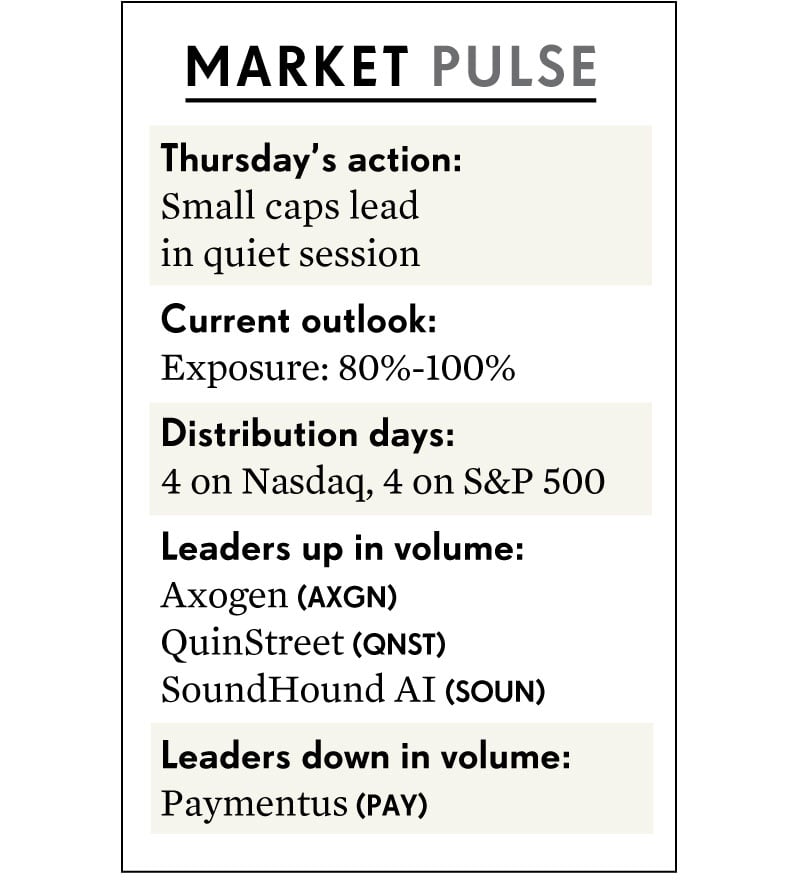 MARKET PULSE
Thursday’s action:
Small caps lead
in quiet session
Current outlook:
Exposure: 80%-100%
Distribution days:
4 on Nasdaq, 4 on S&P 500
Leaders up in volume:
Axogen (AXGN)
QuinStreet (QNST)
SoundHound AI (SOUN)
Leaders down in volume:
Paymentus (PAY)